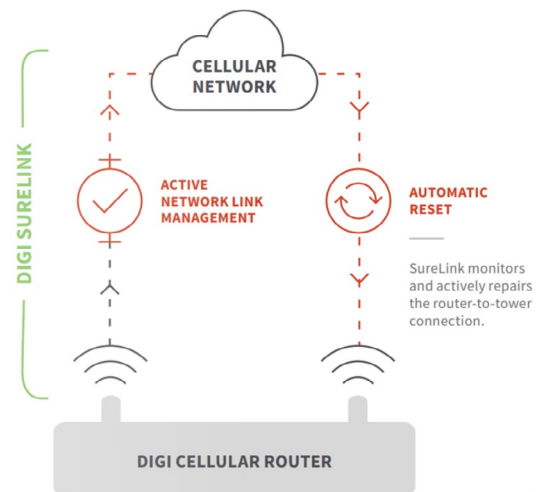 CELLULAR
NETWORK
DIGI SURELINK
ACTIVE
NETWORK LINK
MANAGEMENT
AUTOMATIC
RESET
SureLink monitors
and actively repairs
the router-to-tower
connection.
DIGI CELLULAR ROUTER